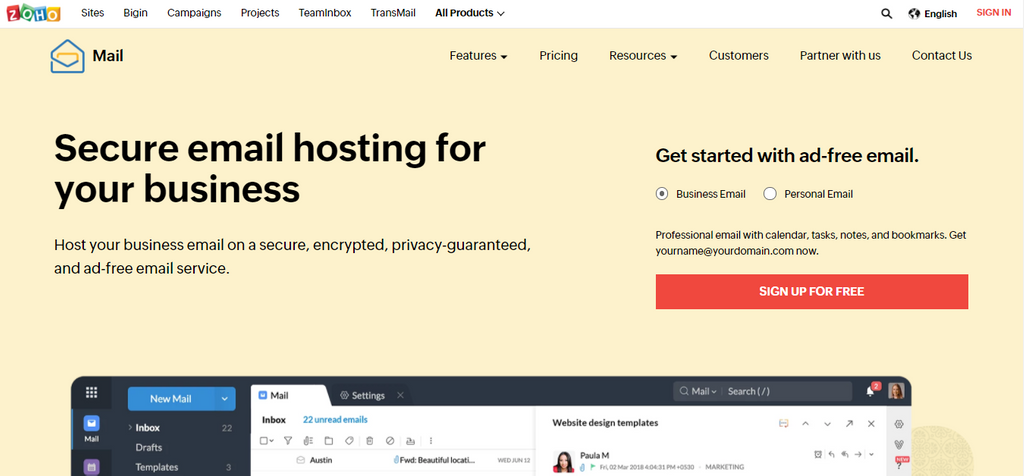 ZOHO Sites Bigin Campaigns Projects TeamInbox TransMail All Products English SIGN IN
Mail Features Pricing Resources Customers Partner with us Contact Us
Secure email hosting for
your business
Host your business email on a secure, encrypted, privacy-guaranteed,
and ad-free email service.
Get started with ad-free email.
Business Email Personal Email
Professional email with calendar, tasks, notes, and bookmarks. Get
yourname@yourdomain.com now.
SIGN UP FOR FREE
New Mail Mail Settings Mail Search ( / ) 2
Mail
Inbox 22
Drafts
Templates 3
Inbox 22 unread emails
Austin Fwd: Beautiful locati... WED JUN 12
Website design templates
Paula M
Fri, 02 Mar 2018 4:04:31 PM +0530 · MARKETING
NEW